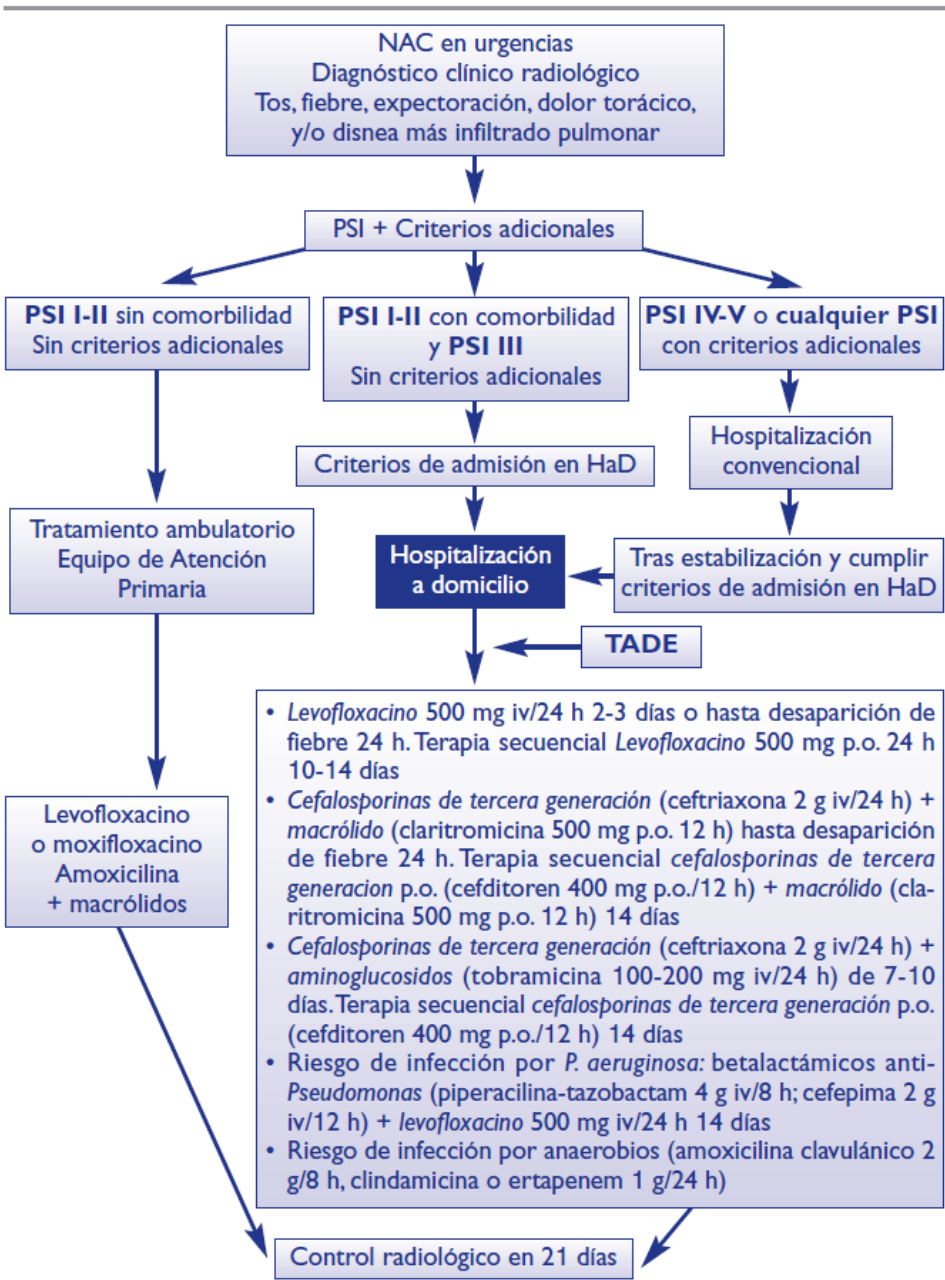 NAC en urgencias
Diagnóstico clínico radiológico
Tos, fiebre, expectoración, dolor torácico,
y/o disnea más infiltrado pulmonar
PSI + Criterios adicionales
PSI I-II sin comorbilidad
Sin criterios adicionales
PSI I-II con comorbilidad
y PSI III
Sin criterios adicionales
PSI IV-V o cualquier PSI
con criterios adicionales
Criterios de admisión en HaD
Hospitalización
convencional
Tratamiento ambulatorio
Equipo de Atención
Primaria
Hospitalización
a domicilio
Tras estabilización y cumplir
criterios de admisión en HaD
TADE
Levofloxacino
o moxifloxacino
Amoxicilina
+ macrólidos
• Levofloxacino 500 mg iv/24 h 2-3 días o hasta desaparición de
fiebre 24 h. Terapia secuencial Levofloxacino 500 mg p.o. 24 h
10-14 días
• Cefalosporinas de tercera generación (ceftriaxona 2 g iv/24 h) +
macrólido (claritromicina 500 mg p.o. 12 h) hasta desaparición
de fiebre 24 h. Terapia secuencial cefalosporinas de tercera
generacion p.o. (cefditoren 400 mg p.o./12 h) + macrólido (cla-
ritromicina 500 mg p.o. 12 h) 14 días
• Cefalosporinas de tercera generación (ceftriaxona 2 g iv/24 h) +
aminoglucosidos (tobramicina 100-200 mg iv/24 h) de 7-10
días. Terapia secuencial cefalosporinas de tercera generación p.o.
(cefditoren 400 mg p.o./12 h) 14 días
• Riesgo de infección por P. aeruginosa: betalactámicos anti-
Pseudomonas (piperacilina-tazobactam 4 g iv/8 h; cefepima 2 g
iv/12 h) + levofloxacino 500 mg iv/24 h 14 días
• Riesgo de infección por anaerobios (amoxicilina clavulánico 2
g/8 h, clindamicina o ertapenem 1 g/24 h)
Control radiológico en 21 días